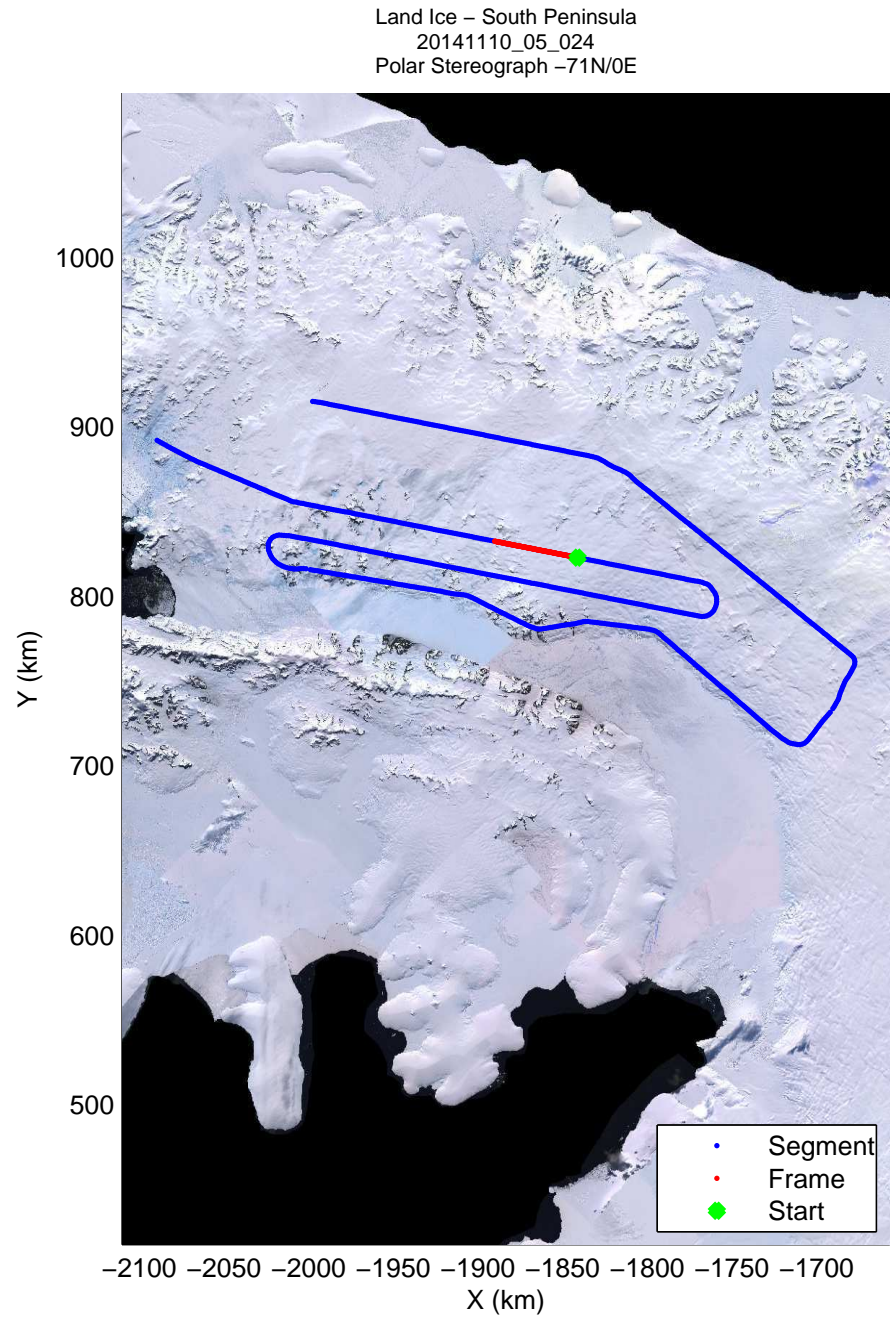 Land Ice – South Peninsula
20141110_05_024
Polar Stereograph –71N/0E
1000
900
800
700
600
500
Y (km)
Segment
Frame
Start
–2100 –2050 –2000 –1950 –1900 –1850 –1800 –1750 –1700
X (km)